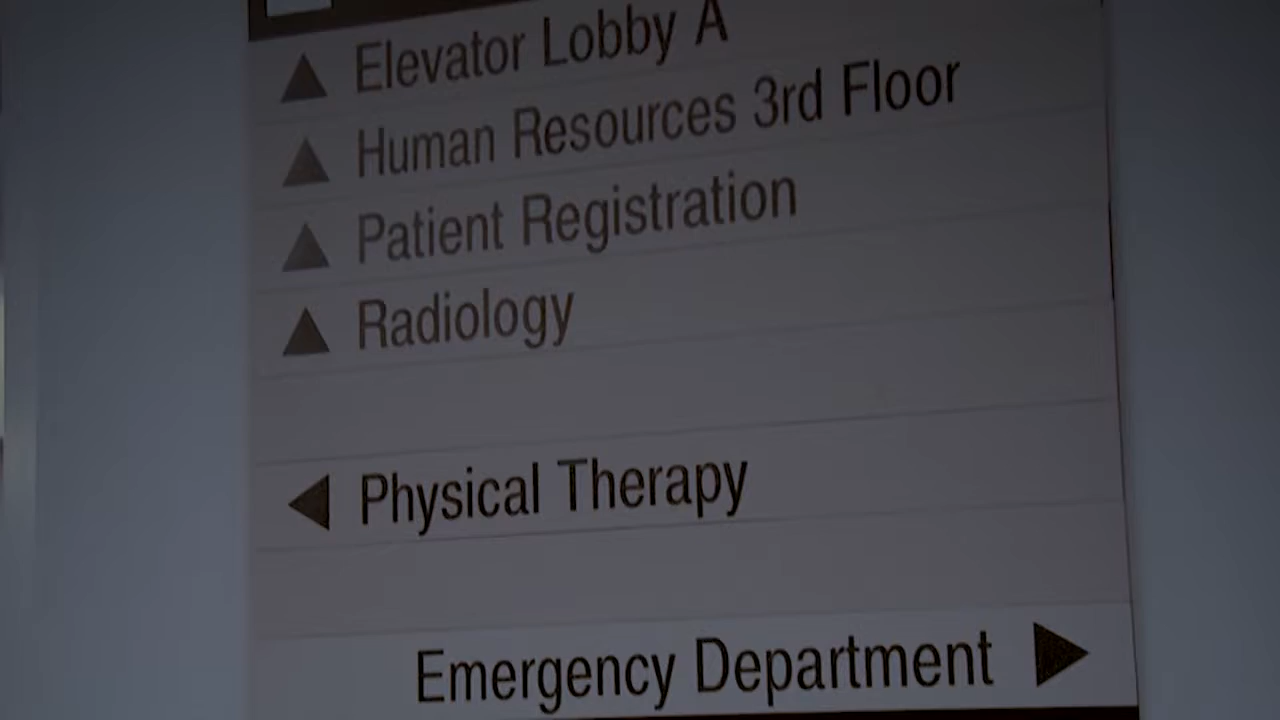 Elevator Lobby A
Human Resources 3rd Floor
Patient Registration
Radiology
Physical Therapy
Emergency Department